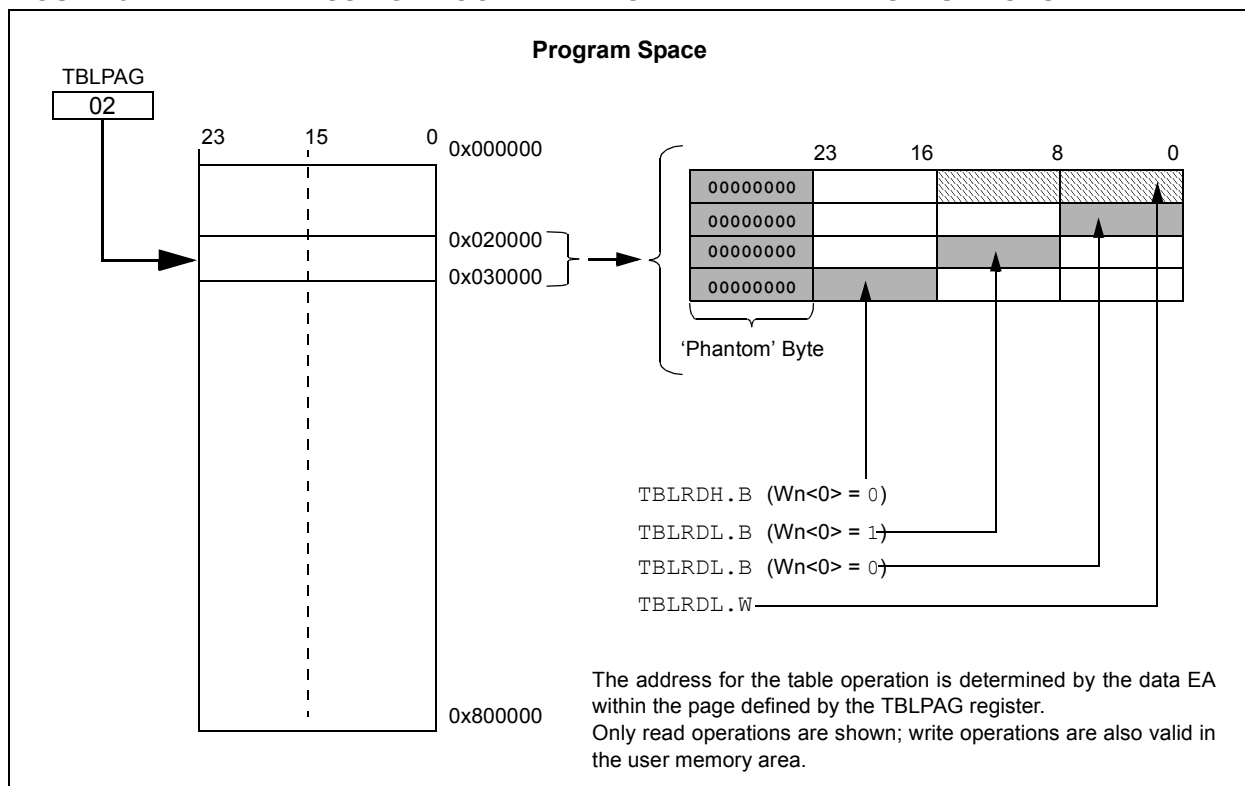 Program Space
TBLPAG
02
23 15 0
0x000000
0x020000
0x030000
0x800000
23 16 8 0
00000000
00000000
00000000
00000000
‘Phantom’ Byte
TBLRDH.B (Wn<0> = 0)
TBLRDL.B (Wn<0> = 1)
TBLRDL.B (Wn<0> = 0)
TBLRDL.W
The address for the table operation is determined by the data EA
within the page defined by the TBLPAG register.
Only read operations are shown; write operations are also valid in
the user memory area.